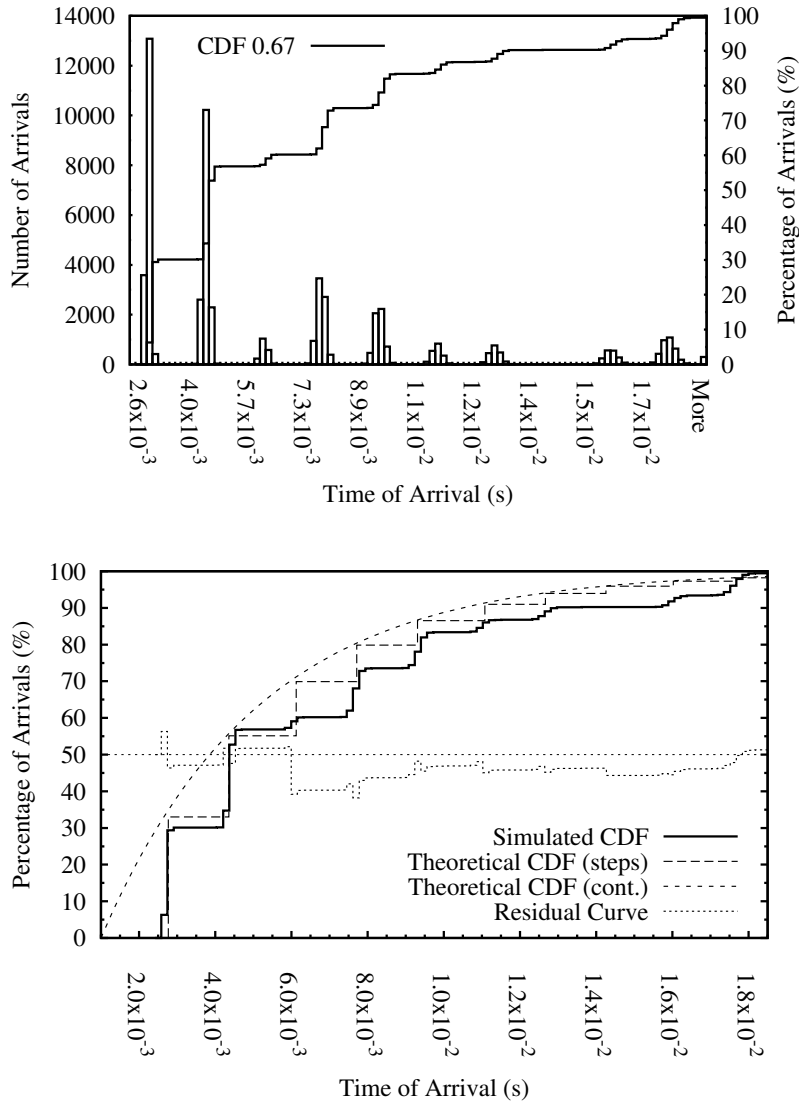 14000
12000
10000
8000
6000
4000
2000
0
Number of Arrivals
CDF 0.67
100
90
80
70
60
50
40
30
20
10
0
Percentage of Arrivals (%)
2.6x10-3
4.0x10-3
5.7x10-3
7.3x10-3
8.9x10-3
1.1x10-2
1.2x10-2
1.4x10-2
1.5x10-2
1.7x10-2
More
Time of Arrival (s)
100
90
80
70
60
50
40
30
20
10
0
Percentage of Arrivals (%)
Simulated CDF
Theoretical CDF (steps)
Theoretical CDF (cont.)
Residual Curve
2.0x10-3
4.0x10-3
6.0x10-3
8.0x10-3
1.0x10-2
1.2x10-2
1.4x10-2
1.6x10-2
1.8x10-2
Time of Arrival (s)